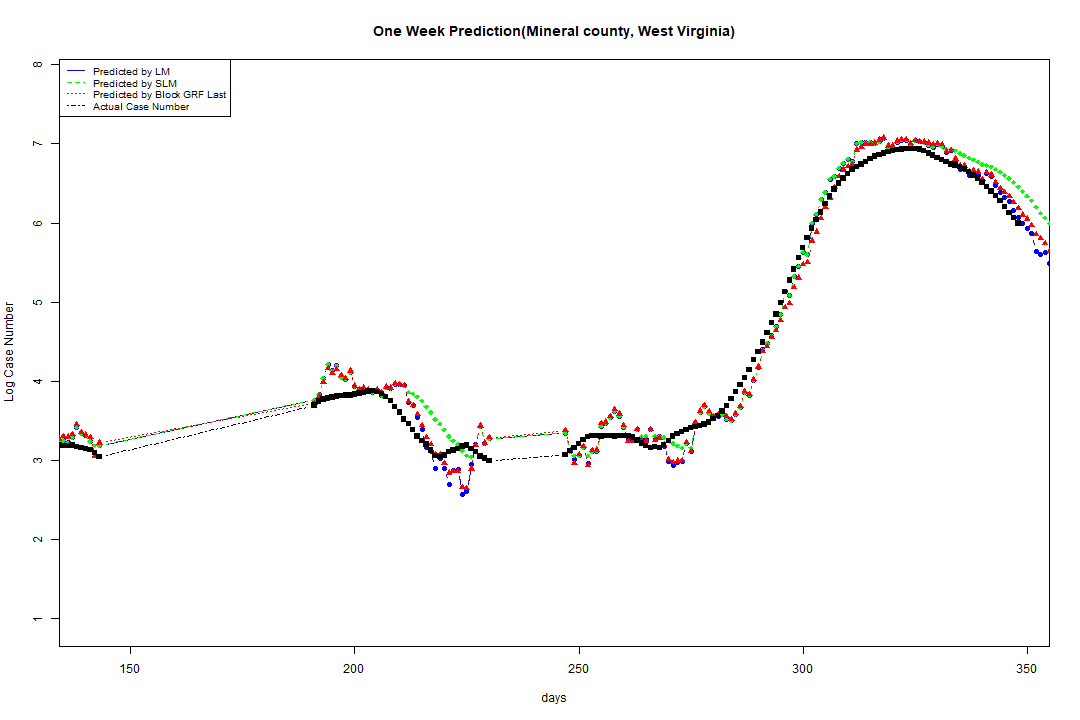 One Week Prediction(Mineral county, West Virginia)
Predicted by LM
Predicted by SLM
Predicted by Block GRF Last
Actual Case Number
8
7
6
5
4
3
2
1
Log Case Number
150 200 250 300 350
days